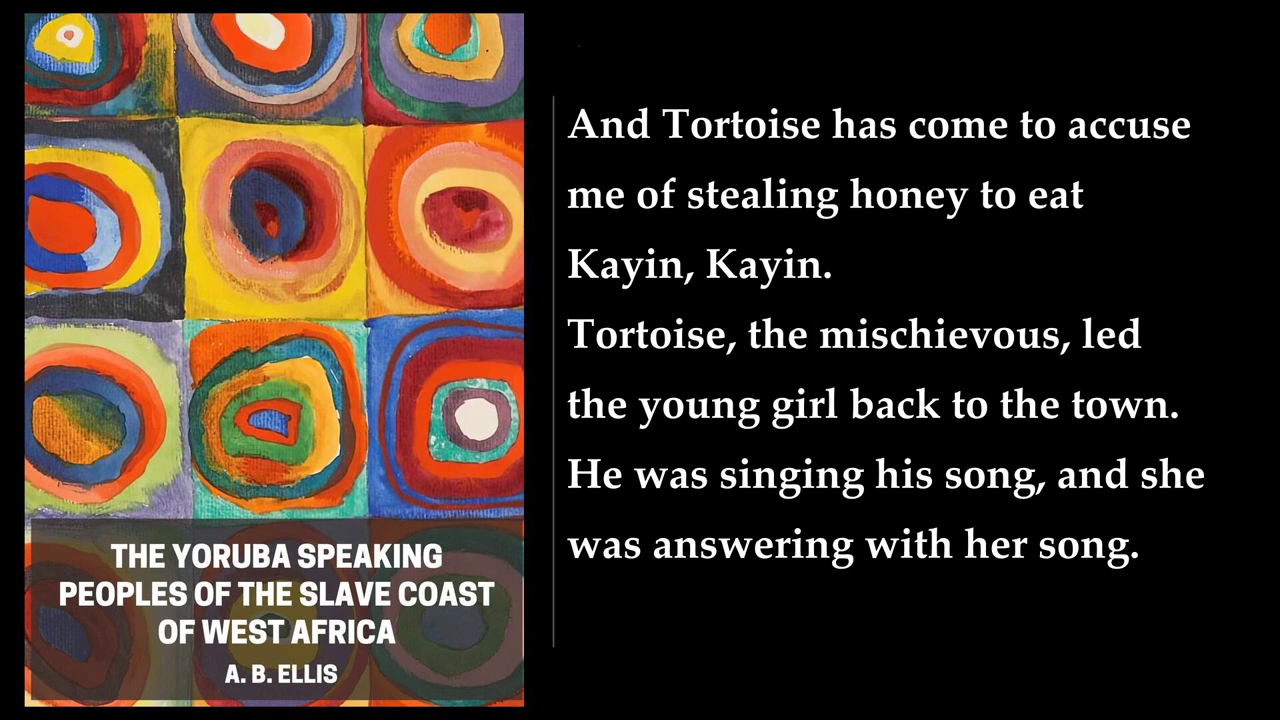 And Tortoise has come to accuse
me of stealing honey to eat
Kayin, Kayin.
Tortoise, the mischievous, led
the young girl back to the town.
He was singing his song, and she
was answering with her song.
THE YORUBA SPEAKING
PEOPLES OF THE SLAVE COAST
OF WEST AFRICA
A. B. ELLIS